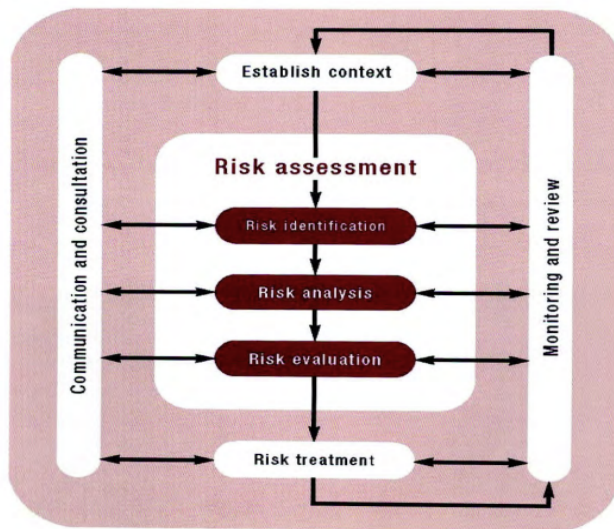 Establish context
Communication and consultation
Risk assessment
Risk identification
Risk analysis
Risk evaluation
Monitoring and review
Risk treatment